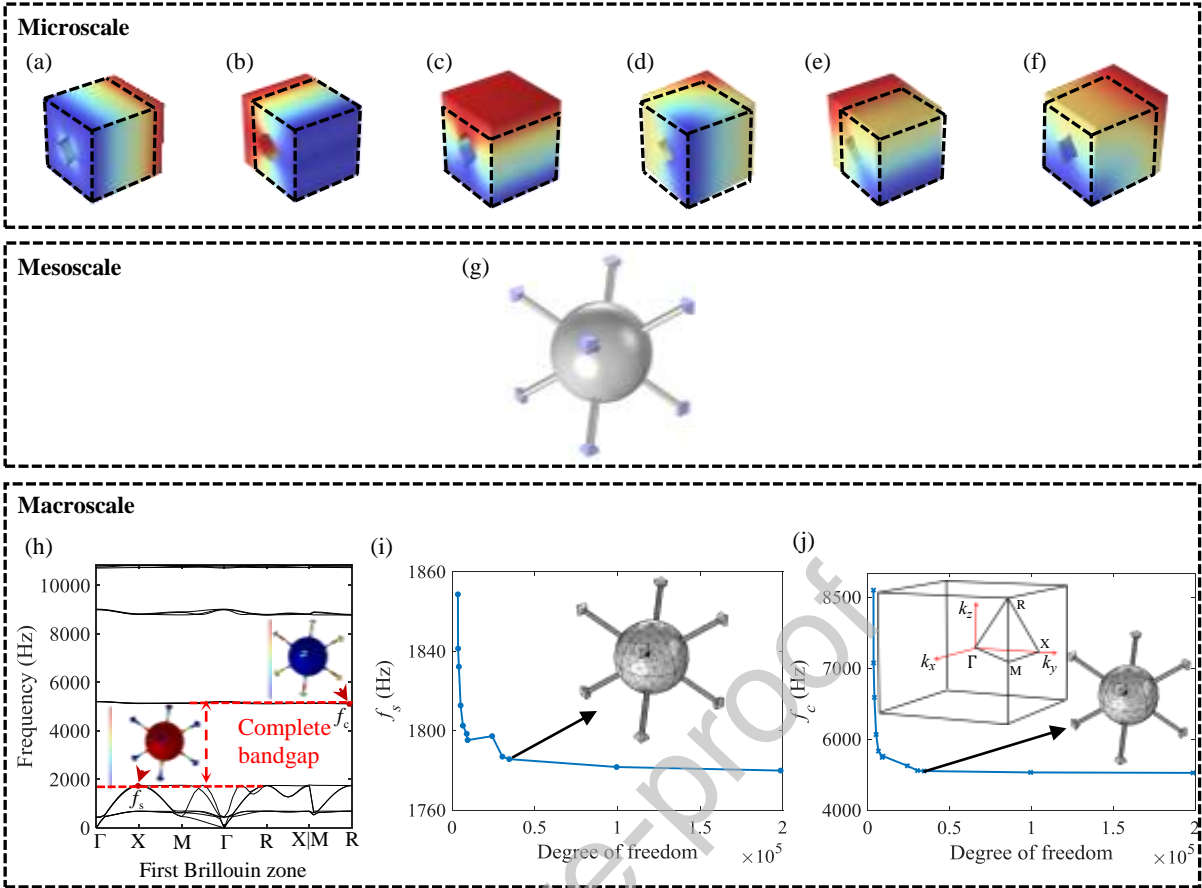 Microscale
(a) (b) (c) (d) (e) (f)
Mesoscale
(g)
Macroscale
(h)
Frequency (Hz)
10000
8000
6000
4000
2000
0
Complete
bandgap
f_c
f_s
Γ X M Γ R X|M R
First Brillouin zone
(i)
f_s (Hz)
1860
1840
1820
1800
1760
0 0.5 1 1.5 2
Degree of freedom ×10^5
(j)
f_c (Hz)
8500
7000
6000
4000
k_z
R
k_x
Γ
X
M
k_y
0 0.5 1 1.5 2
Degree of freedom ×10^5
e-proof